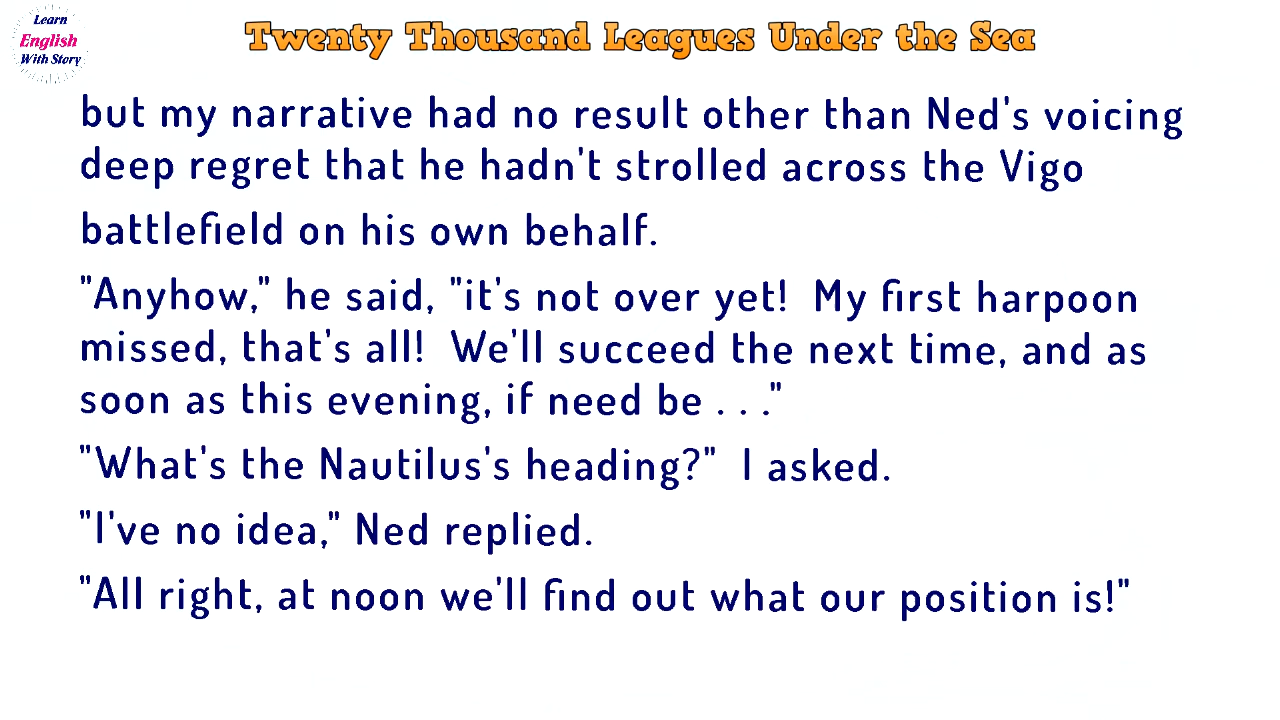 Learn
English
With Story
Twenty Thousand Leagues Under the Sea
but my narrative had no result other than Ned's voicing
deep regret that he hadn't strolled across the Vigo
battlefield on his own behalf.
"Anyhow," he said, "it's not over yet!  My first harpoon
missed, that's all!  We'll succeed the next time, and as
soon as this evening, if need be . . ."
"What's the Nautilus's heading?"  I asked.
"I've no idea," Ned replied.
"All right, at noon we'll find out what our position is!"